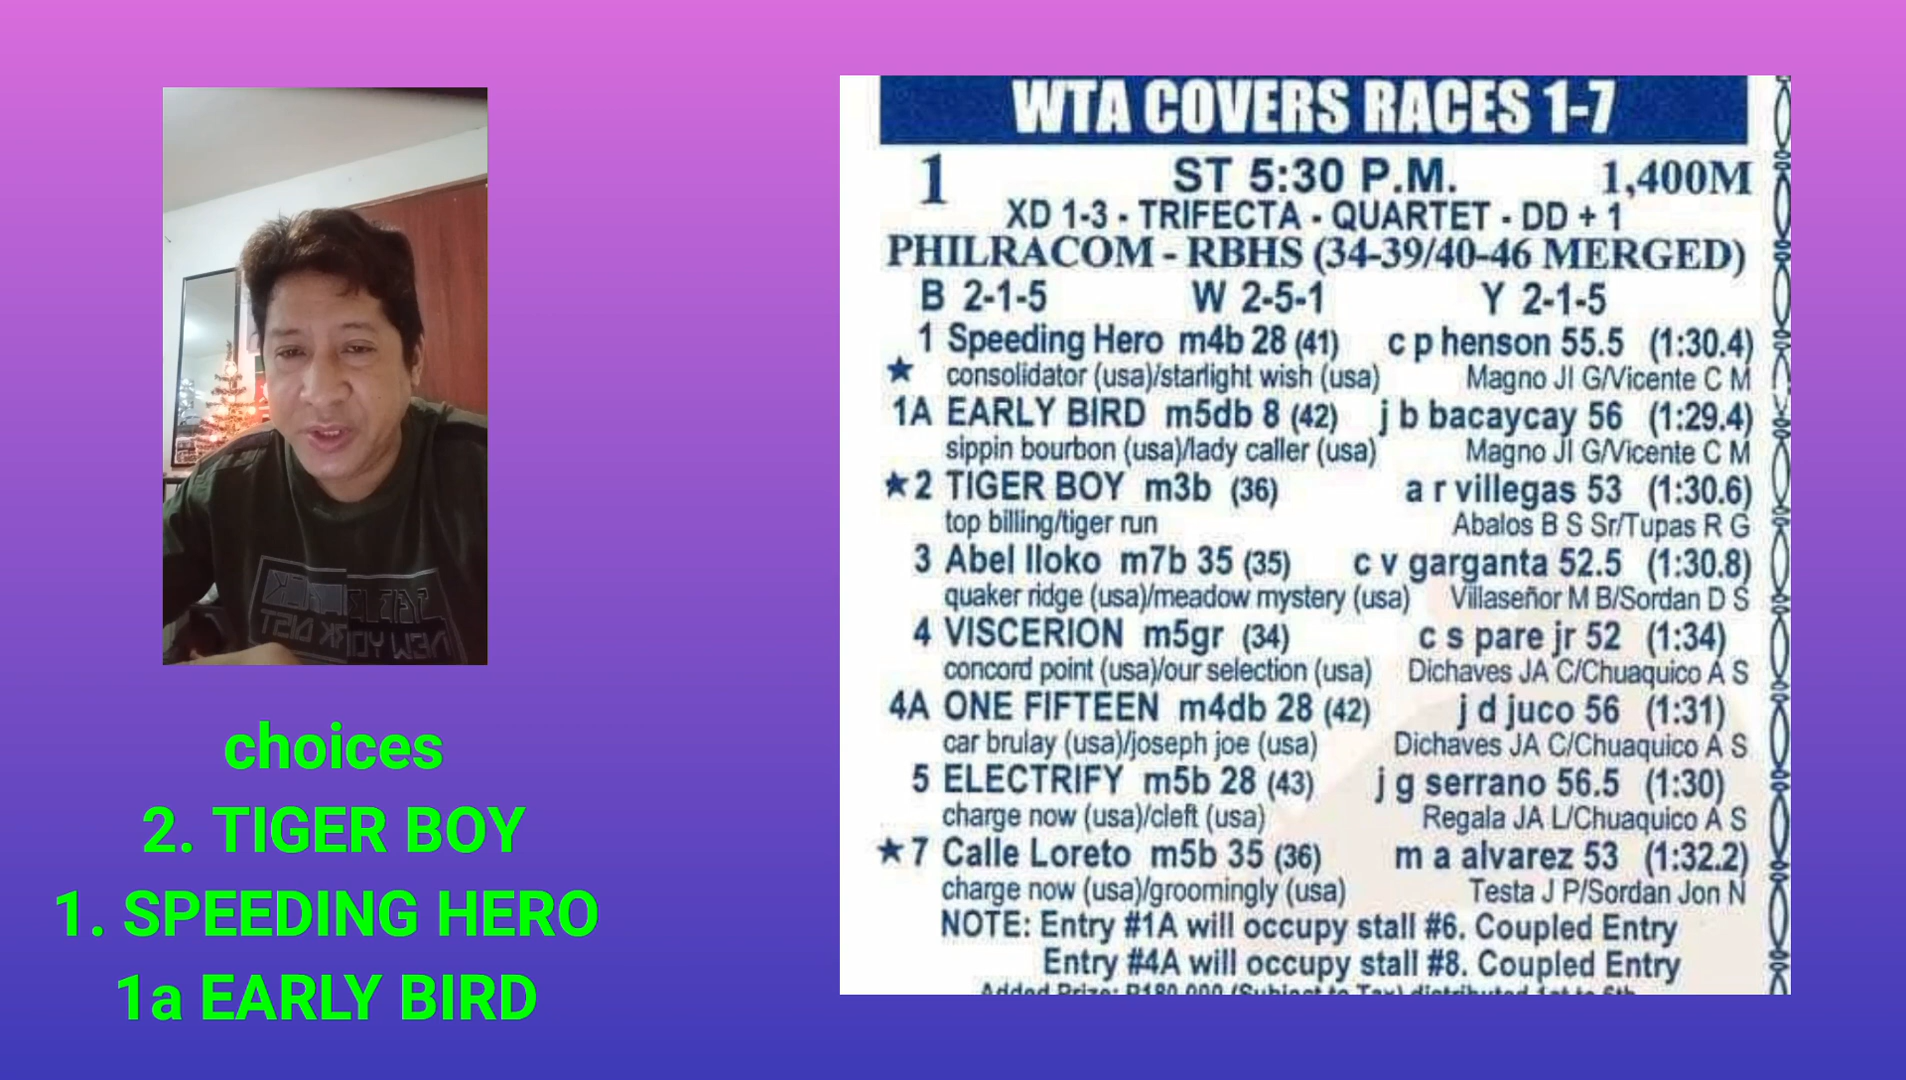 choices
2. TIGER BOY
1. SPEEDING HERO
1a EARLY BIRD
WTA COVERS RACES 1-7
1 ST 5:30 P.M. 1,400M
XD 1-3 - TRIFECTA - QUARTET - DD + 1
PHILRACOM - RBHS (34-39/40-46 MERGED)
B 2-1-5 W 2-5-1 Y 2-1-5
1 Speeding Hero m4b 28 (41) c p henson 55.5 (1:30.4)
★ consolidator (usa)/starlight wish (usa) Magno JI G/Vicente C M
1A EARLY BIRD m5db 8 (42) j b bacaycay 56 (1:29.4)
sippin bourbon (usa)/lady caller (usa) Magno JI G/Vicente C M
★2 TIGER BOY m3b (36) a r villegas 53 (1:30.6)
top billing/tiger run Abalos B S Sr/Tupas R G
3 Abel Iloko m7b 35 (35) c v garganta 52.5 (1:30.8)
quaker ridge (usa)/meadow mystery (usa) Villaseñor M B/Sordan D S
4 VISCERION m5gr (34) c s pare jr 52 (1:34)
concord point (usa)/our selection (usa) Dichaves JA C/Chuaquico A S
4A ONE FIFTEEN m4db 28 (42) j d juco 56 (1:31)
car brulay (usa)/joseph joe (usa) Dichaves JA C/Chuaquico A S
5 ELECTRIFY m5b 28 (43) j g serrano 56.5 (1:30)
charge now (usa)/cleft (usa) Regala JA L/Chuaquico A S
★7 Calle Loreto m5b 35 (36) m a alvarez 53 (1:32.2)
charge now (usa)/groomingly (usa) Testa J P/Sordan Jon N
NOTE: Entry #1A will occupy stall #6. Coupled Entry
Entry #4A will occupy stall #8. Coupled Entry
Added Prize: P180,000 (Subject to Tax) distributed 1st to 6th